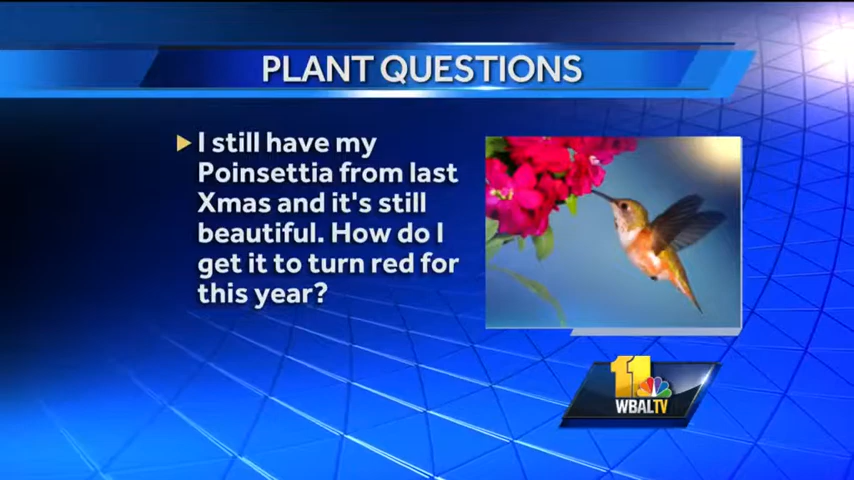 PLANT QUESTIONS
I still have my
Poinsettia from last
Xmas and it's still
beautiful. How do I
get it to turn red for
this year?
11
WBALTV